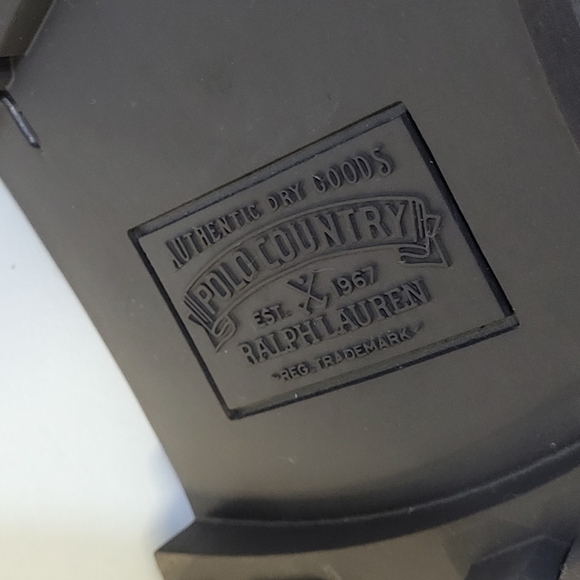 AUTHENTIC DRY GOODS
POLO COUNTRY
EST. X 1967
RALPH LAUREN
REG. TRADEMARK